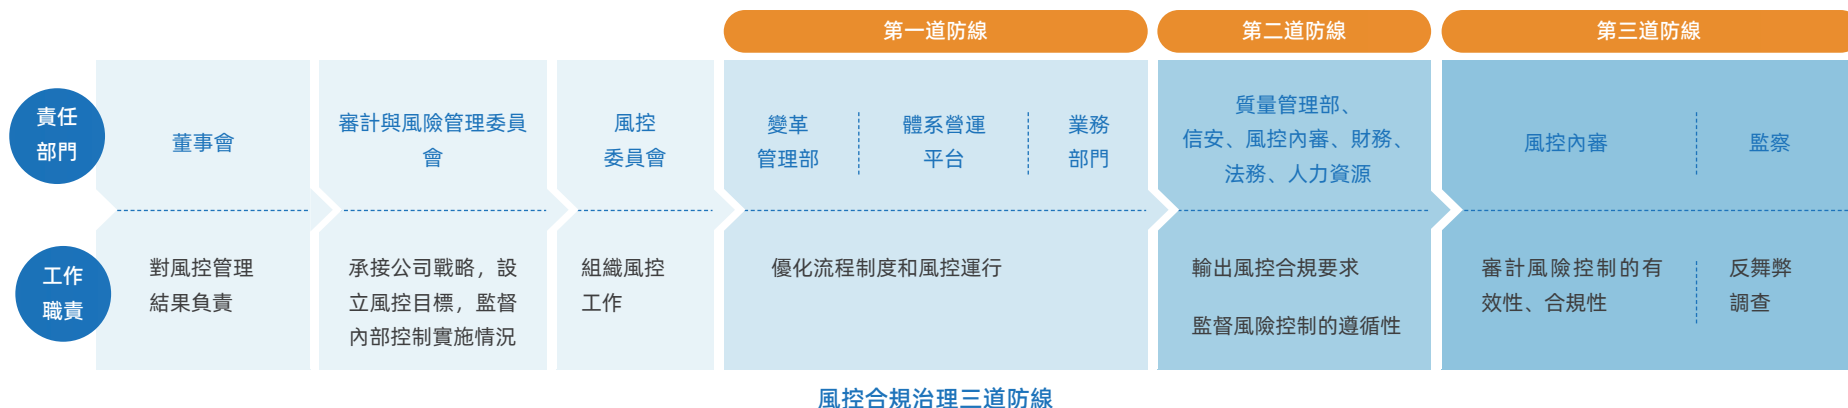 第一道防線
第二道防線
第三道防線
責任
部門
董事會
審計與風險管理委員
會
風控
委員會
變革
管理部
體系營運
平台
業務
部門
質量管理部、
信安、風控內審、財務、
法務、人力資源
風控內審
監察
工作
職責
對風控管理
結果負責
承接公司戰略，設
立風控目標，監督
內部控制實施情況
組織風控
工作
優化流程制度和風控運行
輸出風控合規要求
監督風險控制的遵循性
審計風險控制的有
效性、合規性
反舞弊
調查
風控合規治理三道防線